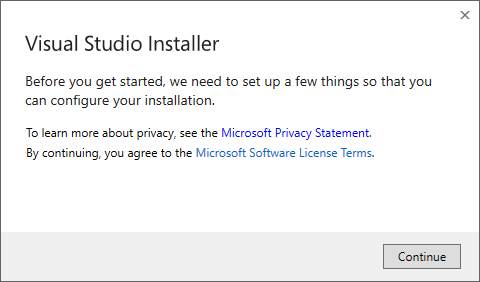 Visual Studio Installer
Before you get started, we need to set up a few things so that you
can configure your installation.
To learn more about privacy, see the Microsoft Privacy Statement.
By continuing, you agree to the Microsoft Software License Terms.
Continue